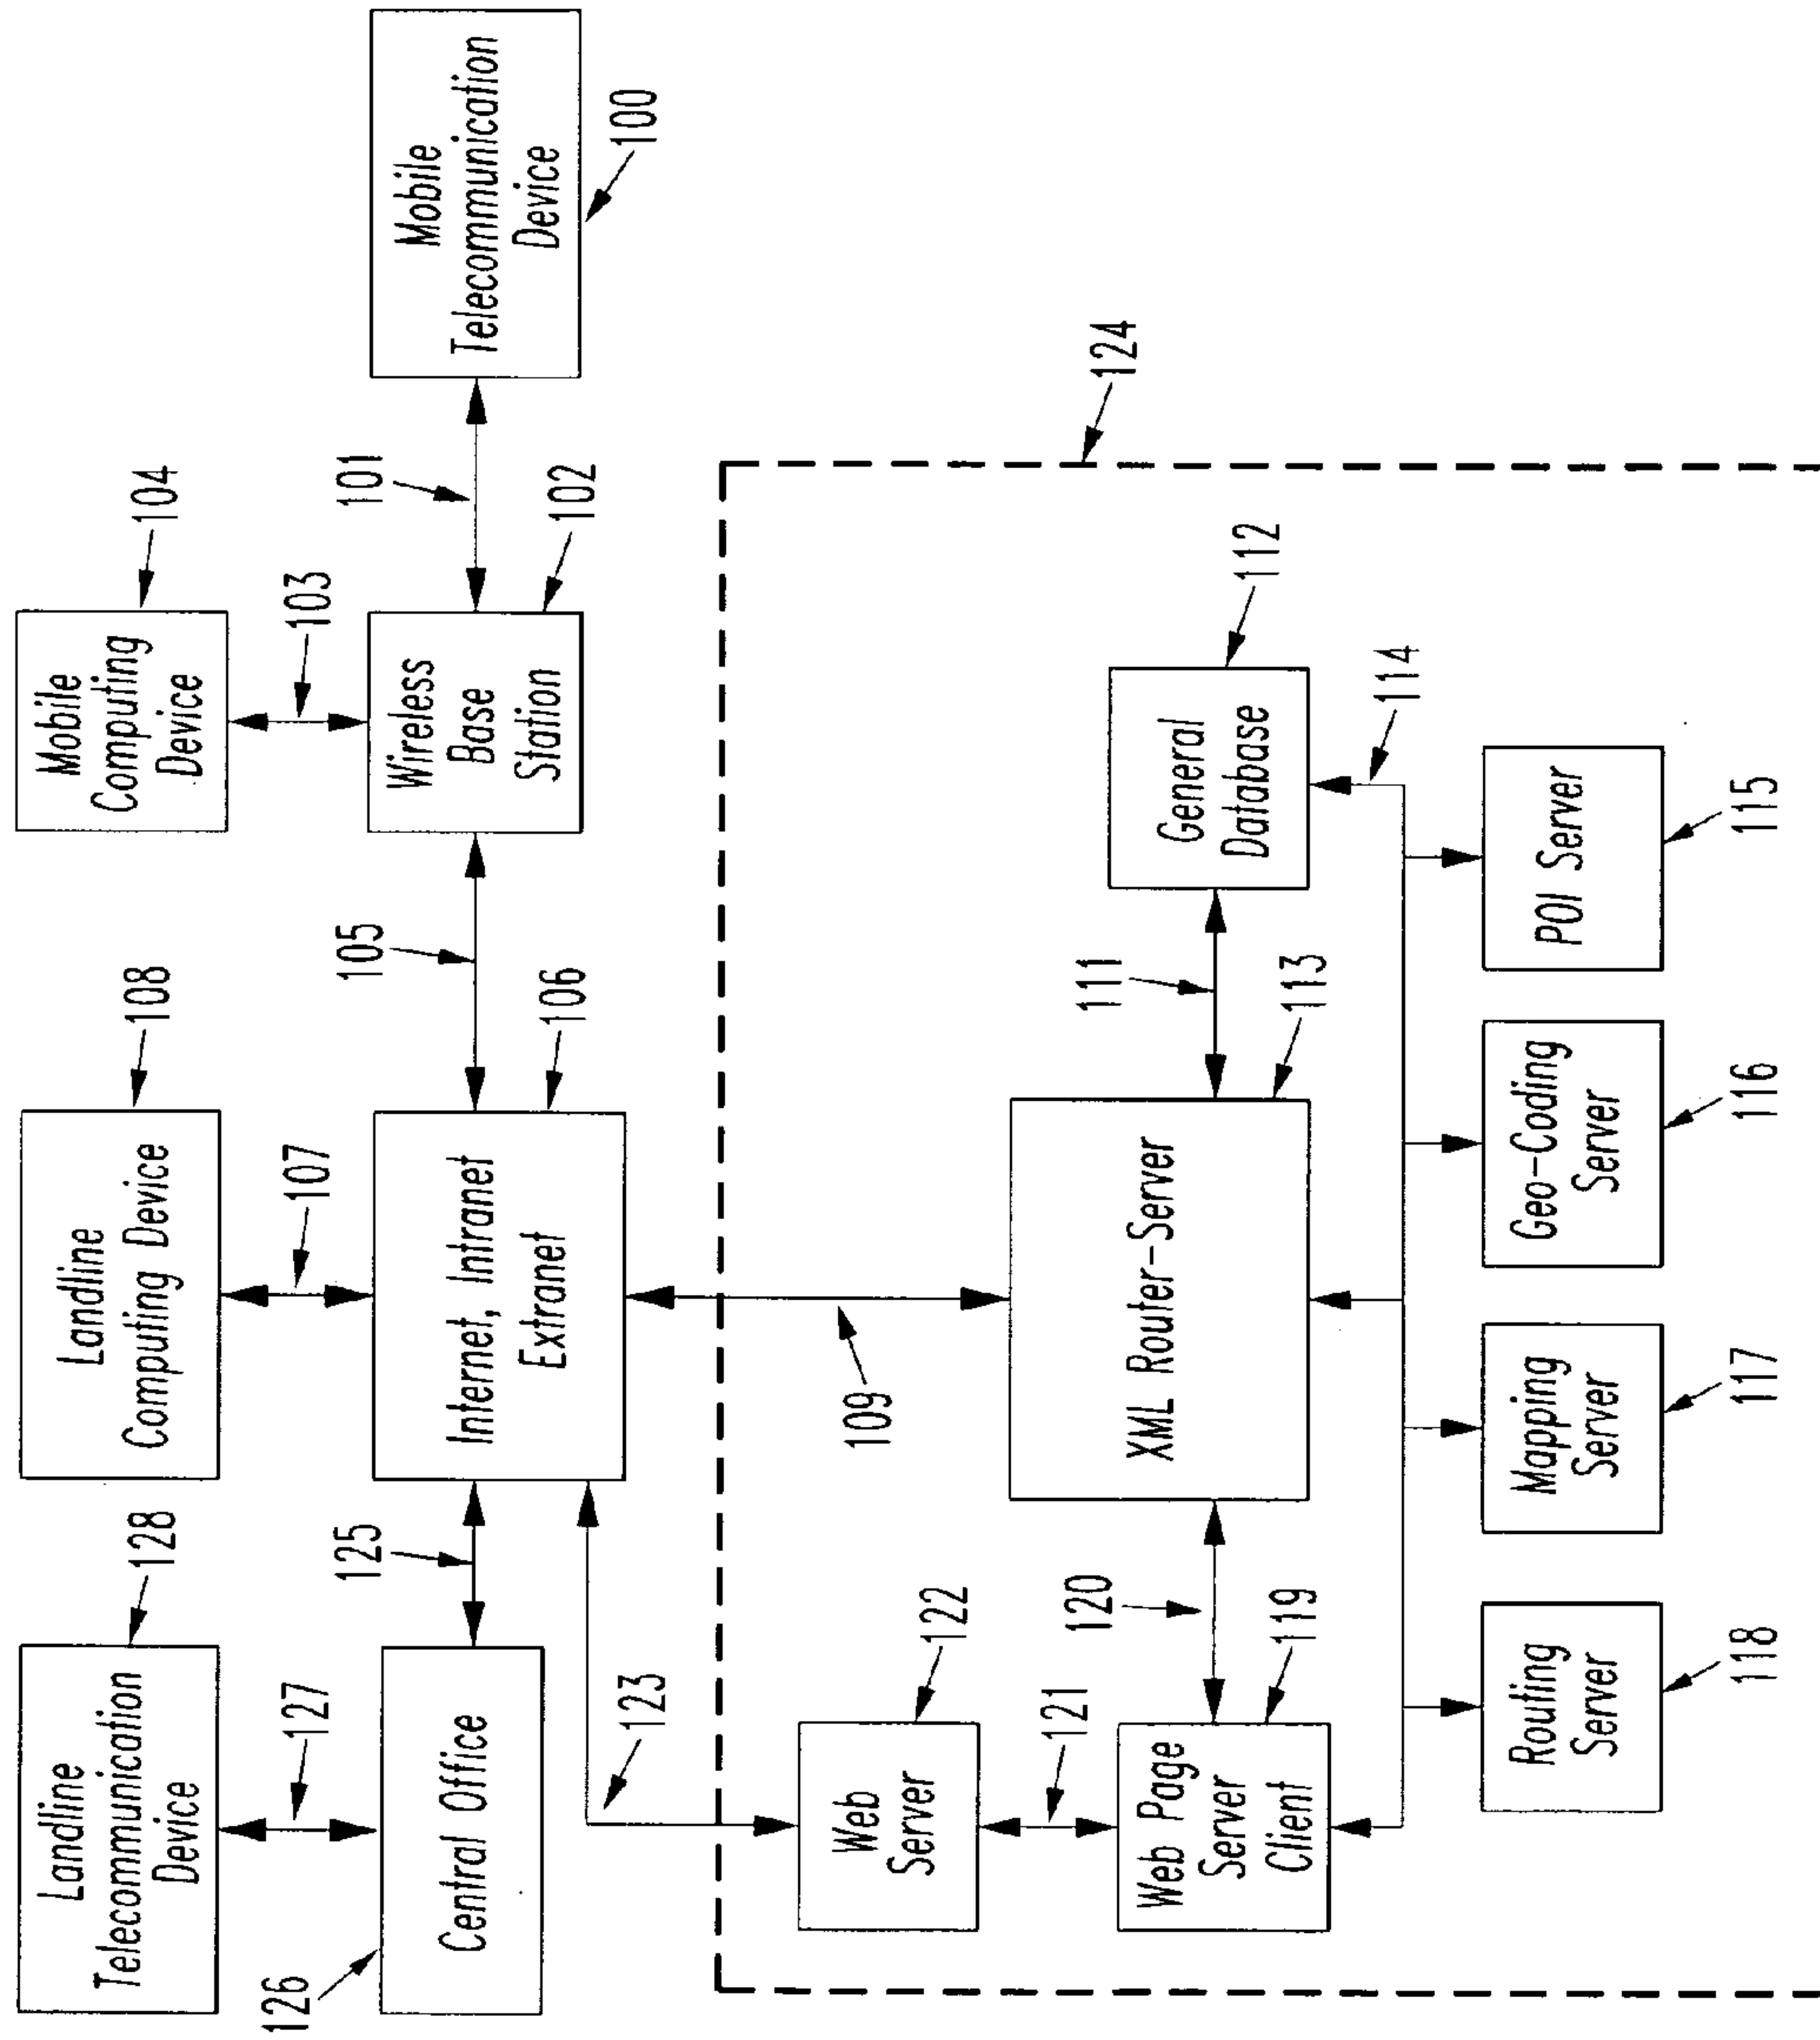 Landline
Telecommunication
Device
128
127
126
Central Office
125
Landline
Computing Device
108
107
Internet, Intranet
Extranet
106
105
Mobile
Computing
Device
104
103
Wireless
Base
Station
102
101
Mobile
Telecommunication
Device
100
123
109
124
Web
Server
122
121
Web Page
Server
Client
119
120
XML Router-Server
113
111
General
Database
112
114
Routing
Server
118
Mapping
Server
117
Geo-Coding
Server
116
POI Server
115